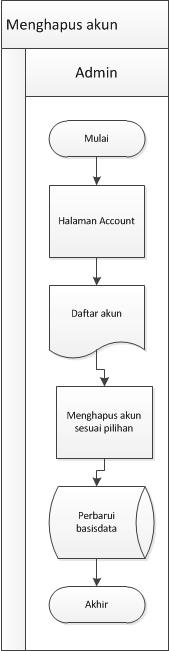 Menghapus akun
Admin
Mulai
Halaman Account
Daftar akun
Menghapus akun
sesuai pilihan
Perbarui
basisdata
Akhir